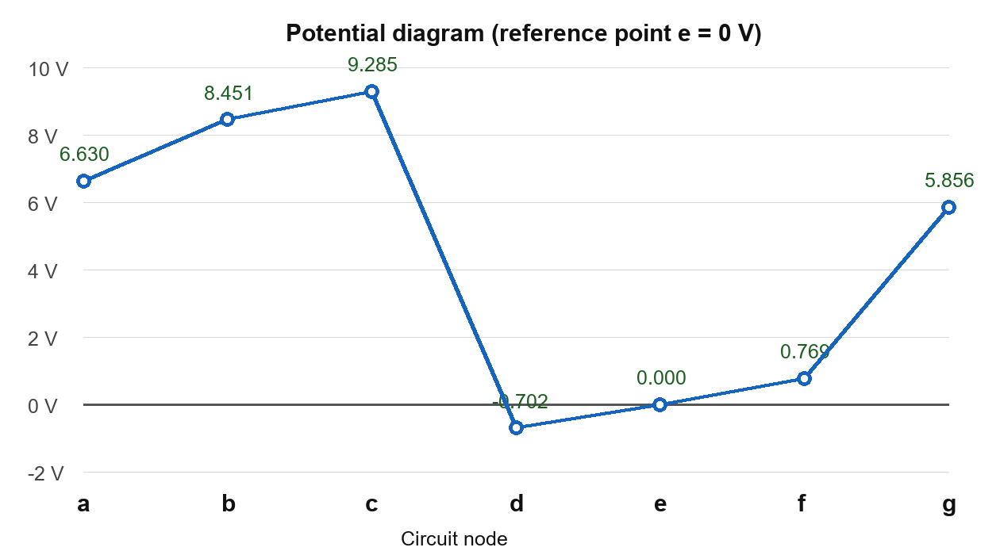 Potential diagram (reference point e = 0 V)
9.285
10 V
8.451
8 V
6.630
5.856
6 V
4 V
2 V
0.769
0.000
-0.702
0 V
-2 V
a b c d e f g
Circuit node